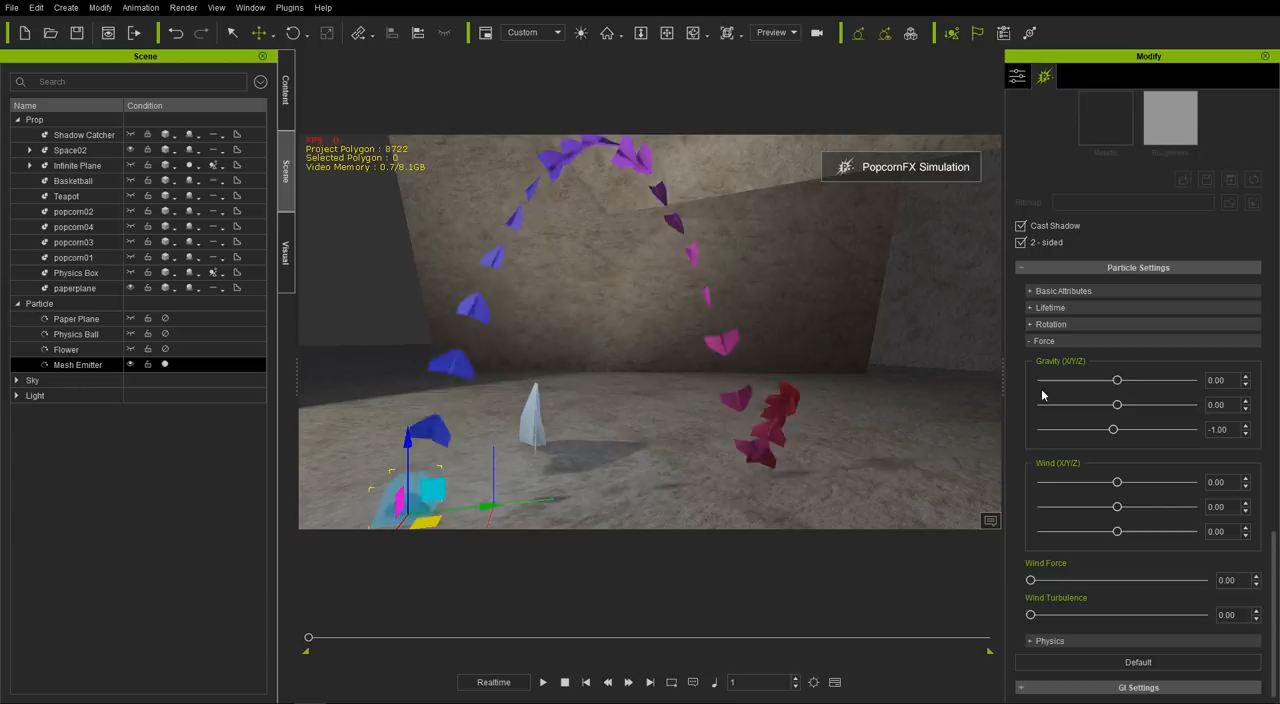 File Edit Create Modify Animation Render View Window Plugins Help
Custom Preview
Scene
Search
Name Condition
Prop
Shadow Catcher
Space02
Infinite Plane
Basketball
Teapot
popcorn02
popcorn04
popcorn03
popcorn01
Physics Box
paperplane
Particle
Paper Plane
Physics Ball
Flower
Mesh Emitter
Sky
Light
Content
Scene
Visual
FPS : 0
Project Polygon : 8722
Selected Polygon : 0
Video Memory : 0.7/8.1GB
PopcornFX Simulation
Realtime
1
Modify
Metallic Roughness
Bitmap
Cast Shadow
2 - sided
Particle Settings
Basic Attributes
Lifetime
Rotation
Force
Gravity (X/Y/Z)
0.00
0.00
-1.00
Wind (X/Y/Z)
0.00
0.00
0.00
Wind Force
0.00
Wind Turbulence
0.00
Physics
Default
GI Settings